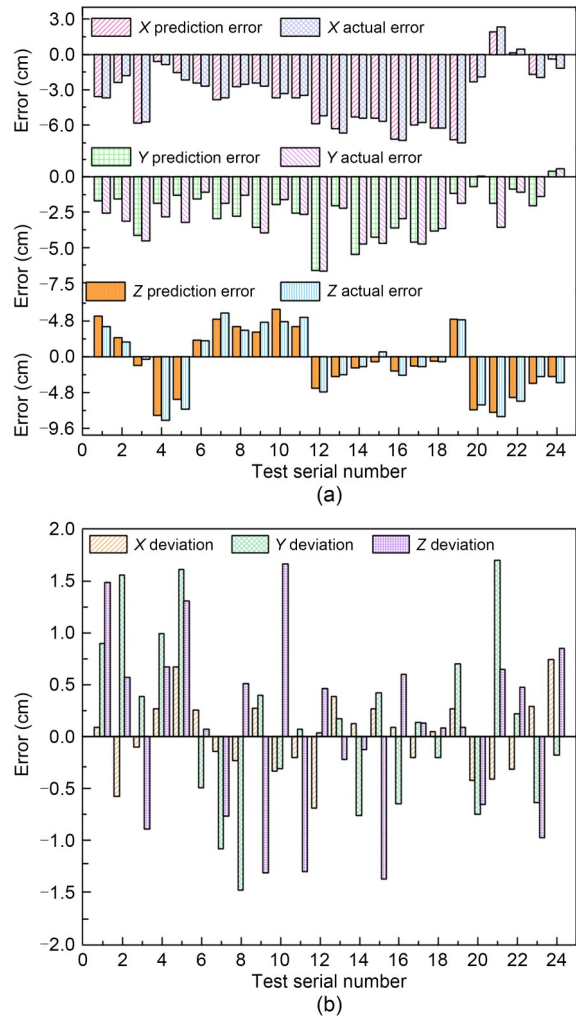 3.0
X prediction error X actual error
0.0
−3.0
−6.0
Error (cm)
Y prediction error Y actual error
0.0
−2.5
−5.0
−7.5
Error (cm)
Z prediction error Z actual error
4.8
0.0
−4.8
−9.6
Error (cm)
0 2 4 6 8 10 12 14 16 18 20 22 24
Test serial number
(a)
2.0
X deviation Y deviation Z deviation
1.5
1.0
0.5
0.0
−0.5
−1.0
−1.5
−2.0
Error (cm)
0 2 4 6 8 10 12 14 16 18 20 22 24
Test serial number
(b)